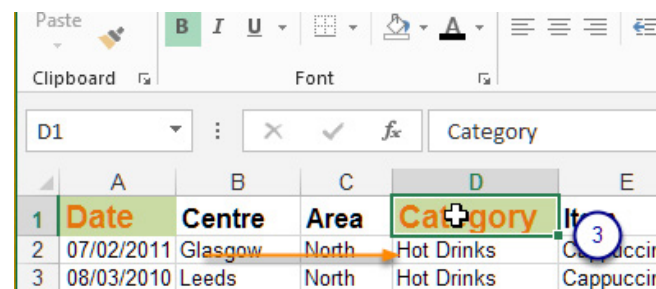 Paste
B I U A
Clipboard Font
D1 fx Category
A B C D E
1 Date Centre Area Category
2 07/02/2011 Glasgow North Hot Drinks
3 08/03/2010 Leeds North Hot Drinks
3